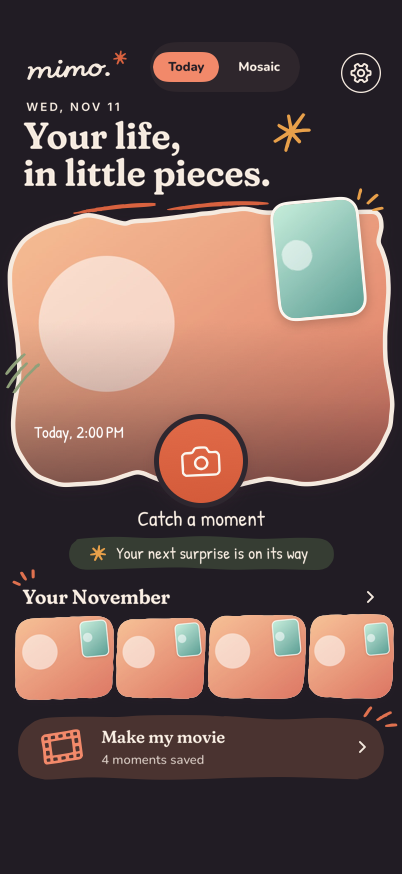 mimo.
Today
Mosaic
WED, NOV 11
Your life,
in little pieces.
Today, 2:00 PM
Catch a moment
Your next surprise is on its way
Your November
Make my movie
4 moments saved